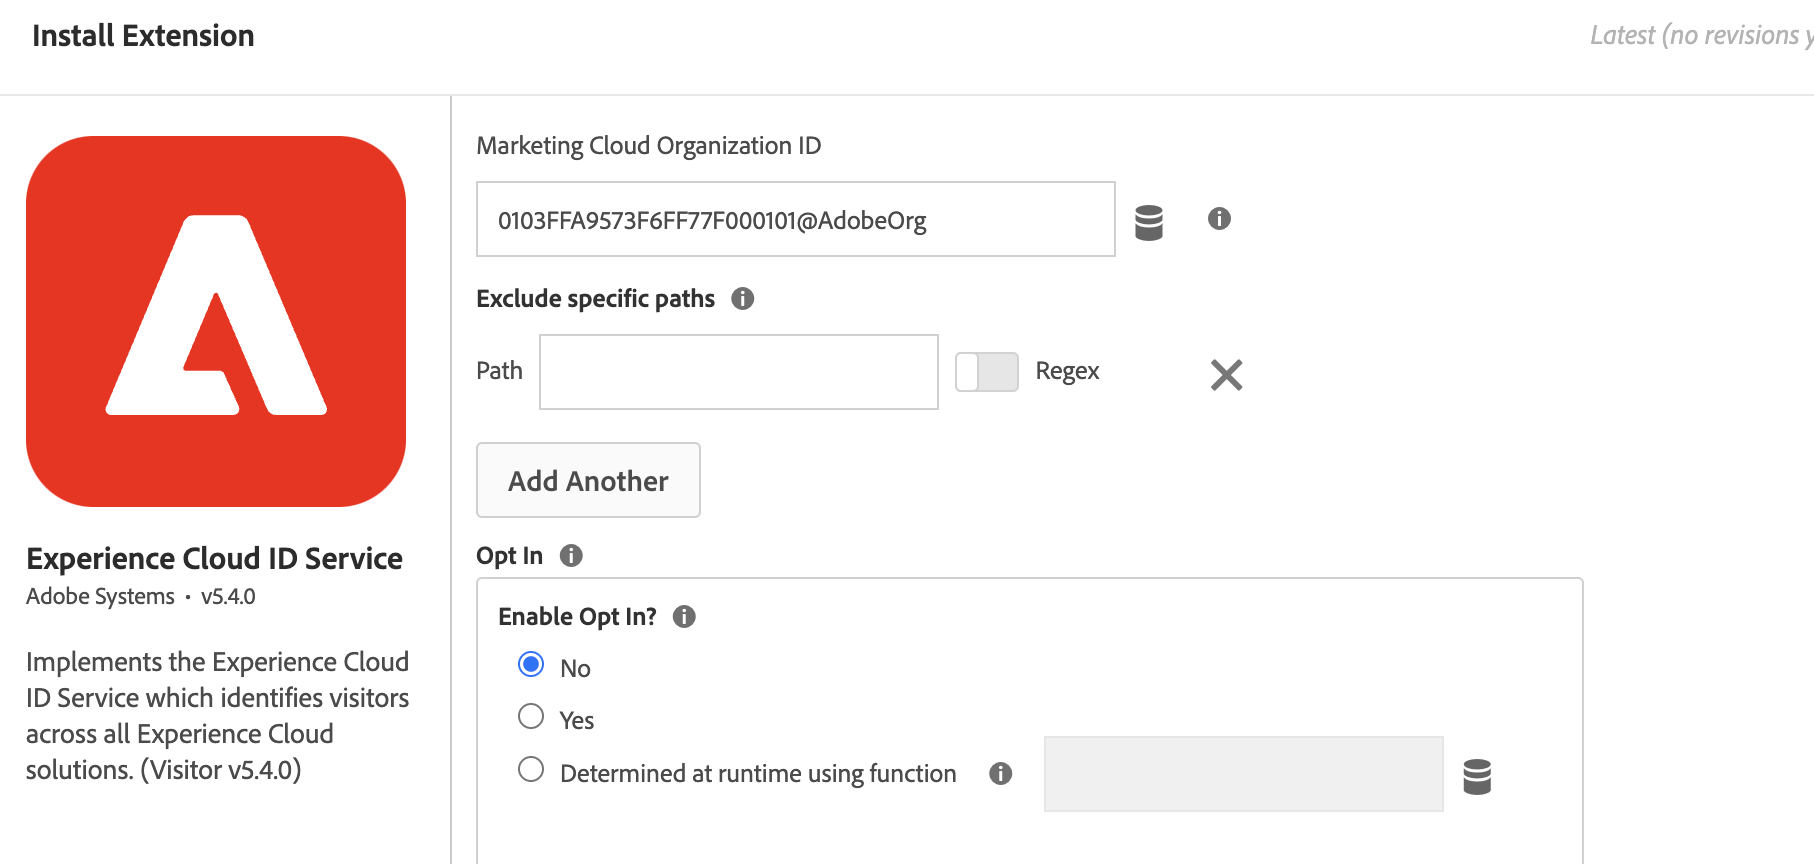 Install Extension
Latest (no revisions y
Marketing Cloud Organization ID
0103FFA9573F6FF77F000101@AdobeOrg
Exclude specific paths
Path
Regex
Add Another
Opt In
Enable Opt In?
No
Yes
Determined at runtime using function
Experience Cloud ID Service
Adobe Systems · v5.4.0
Implements the Experience Cloud
ID Service which identifies visitors
across all Experience Cloud
solutions. (Visitor v5.4.0)